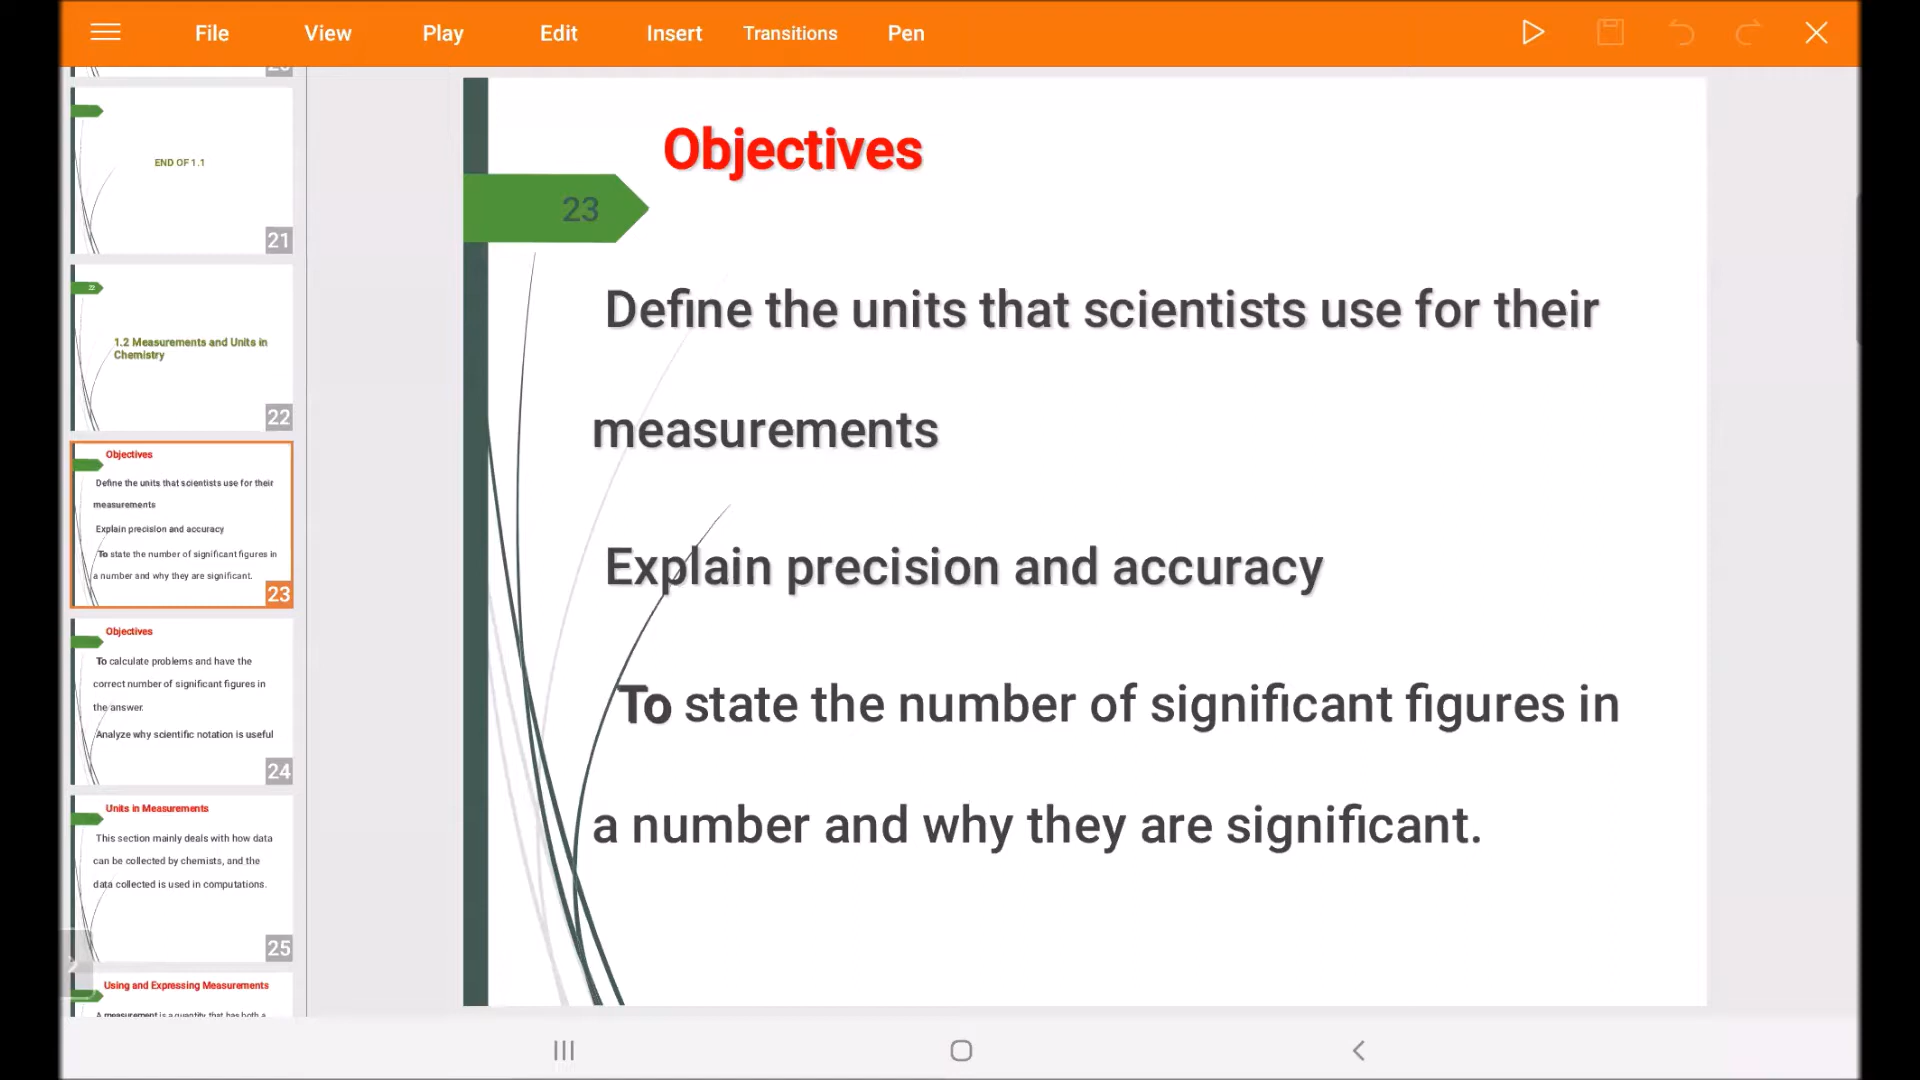 File View Play Edit Insert Transitions Pen
END OF 1.1
21
22
1.2 Measurements and Units in
Chemistry
22
Objectives
Define the units that scientists use for their
measurements
Explain precision and accuracy
To state the number of significant figures in
a number and why they are significant.
23
Objectives
To calculate problems and have the
correct number of significant figures in
the answer.
Analyze why scientific notation is useful
24
Units in Measurements
This section mainly deals with how data
can be collected by chemists, and the
data collected is used in computations.
25
Using and Expressing Measurements
A measurement is a quantity that has both a
Objectives
23
Define the units that scientists use for their
measurements
Explain precision and accuracy
To state the number of significant figures in
a number and why they are significant.